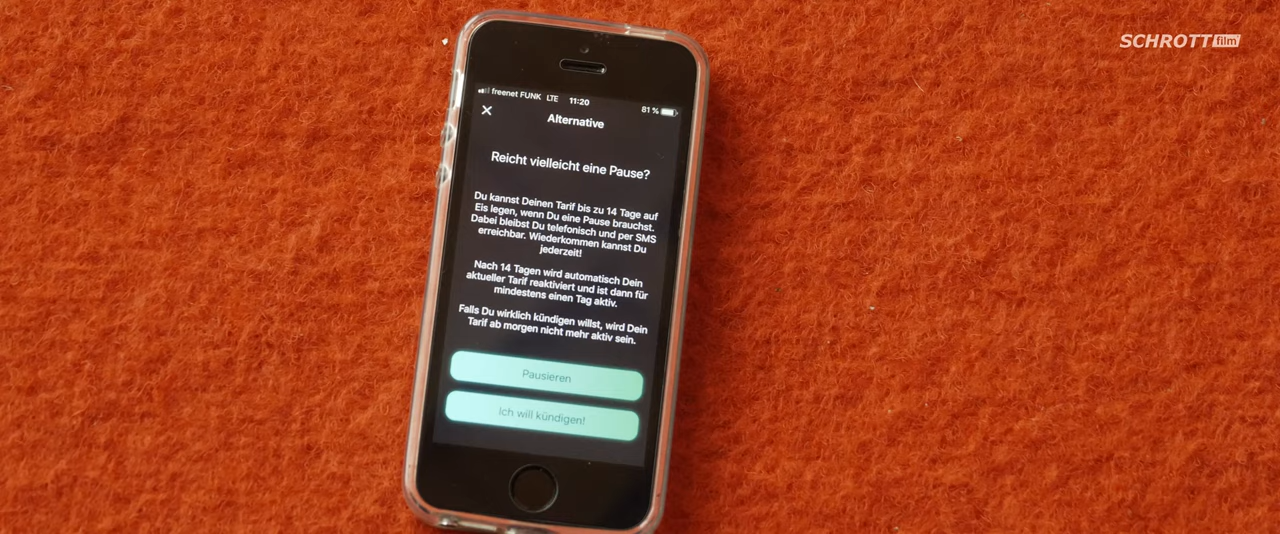 SCHROTT film
freenet FUNK LTE 11:20 81 %
Alternative
Reicht vielleicht eine Pause?
Du kannst Deinen Tarif bis zu 14 Tage auf
Eis legen, wenn Du eine Pause brauchst.
Dabei bleibst Du telefonisch und per SMS
erreichbar. Wiederkommen kannst Du
jederzeit!
Nach 14 Tagen wird automatisch Dein
aktueller Tarif reaktiviert und ist dann für
mindestens einen Tag aktiv.
Falls Du wirklich kündigen willst, wird Dein
Tarif ab morgen nicht mehr aktiv sein.
Pausieren
Ich will kündigen!